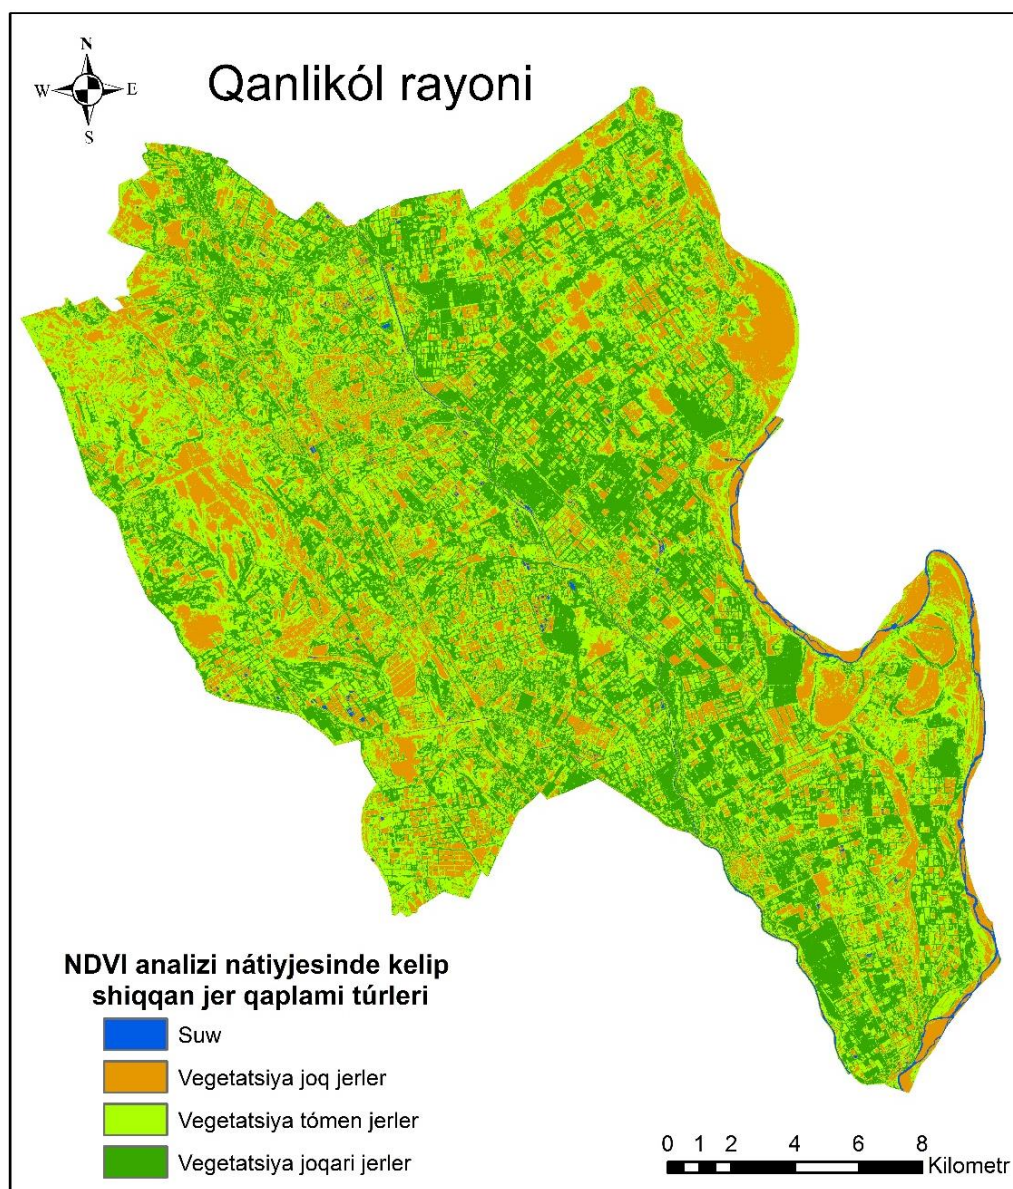 N
W E
S
Qanlikól rayoni
NDVI analizi nátiyjesinde kelip
shiqqan jer qaplami túrleri
Suw
Vegetatsiya joq jerler
Vegetatsiya tómen jerler
Vegetatsiya joqari jerler
0 1 2 4 6 8
Kilometr